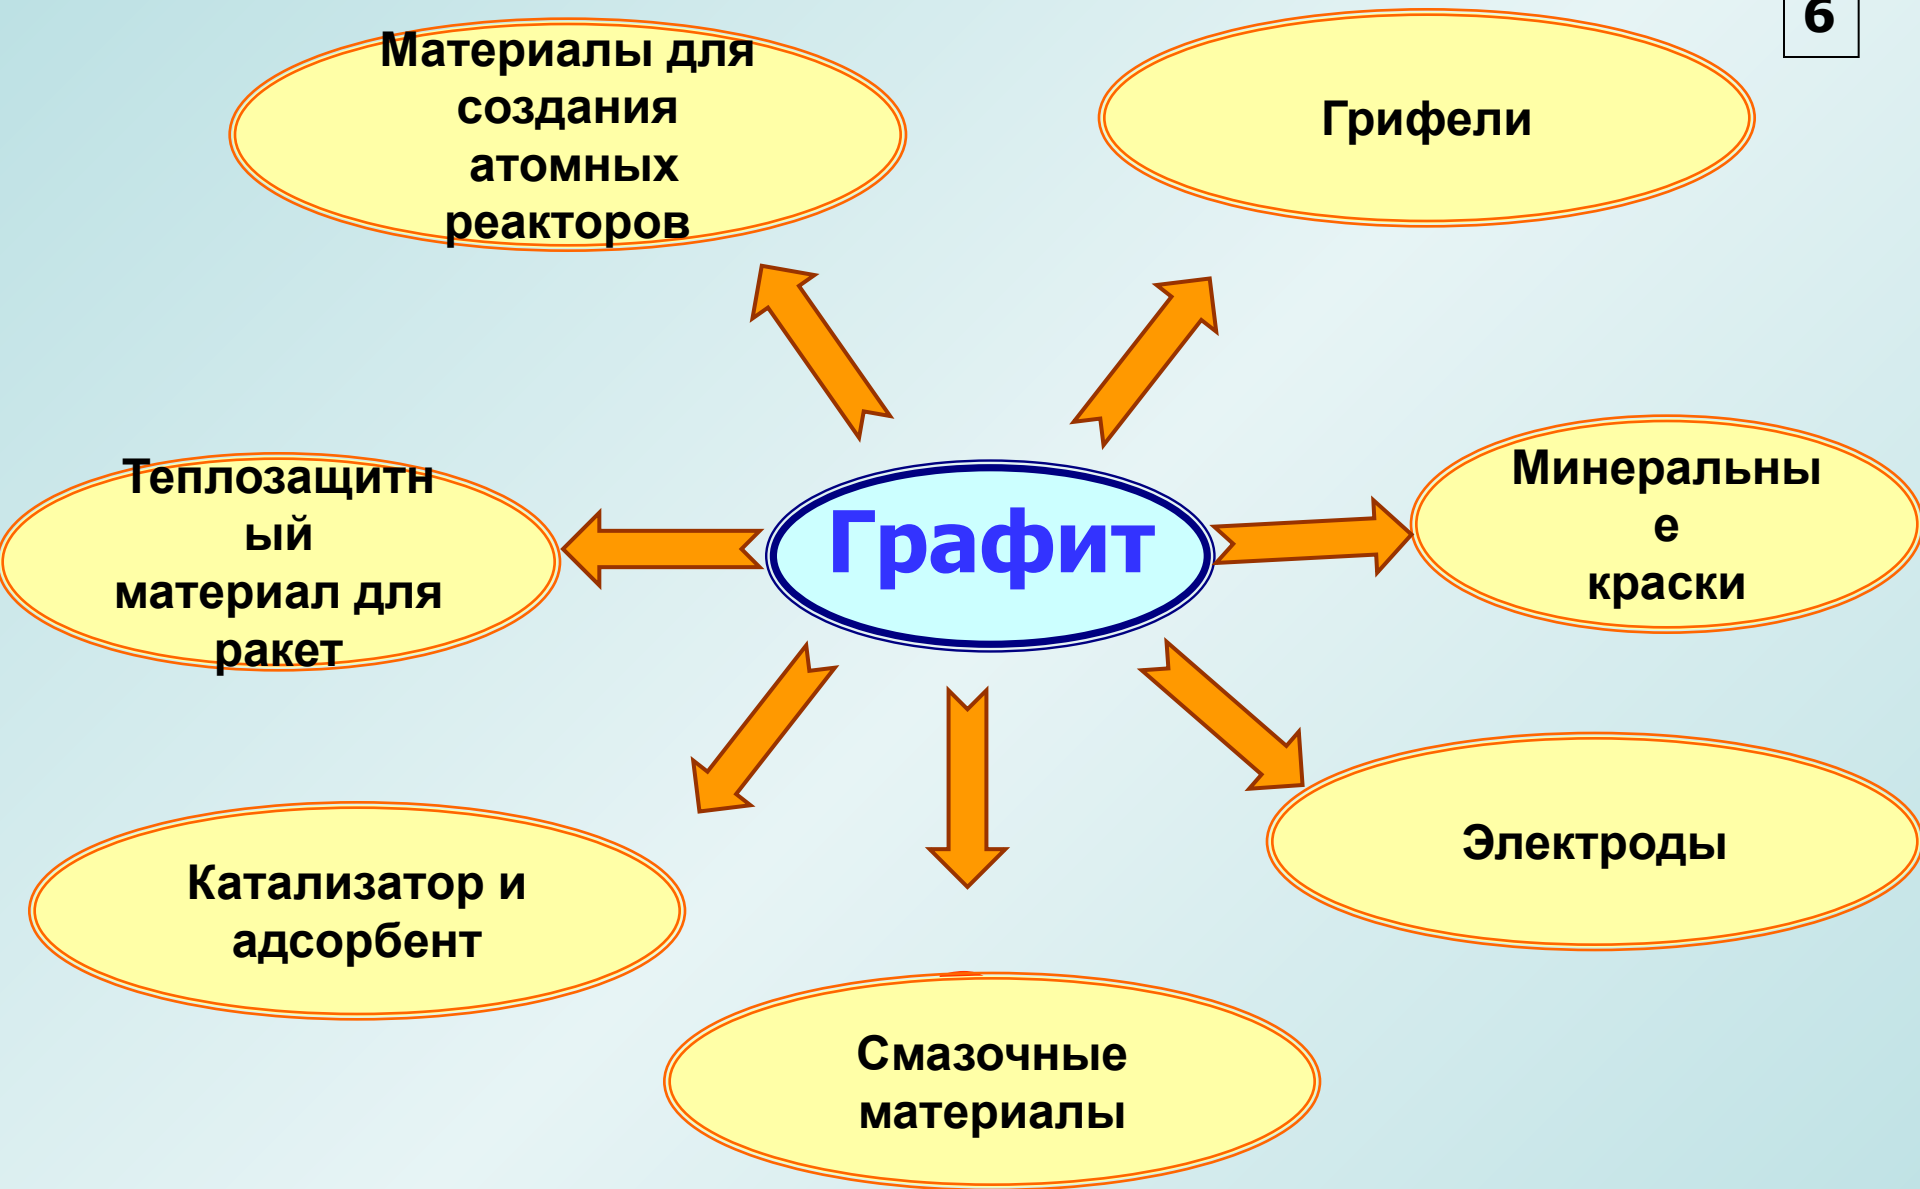 6
Материалы для
создания
атомных
реакторов
Грифели
Теплозащитн
ый
материал для
ракет
Графит
Минеральны
е
краски
Катализатор и
адсорбент
Электроды
Смазочные
материалы